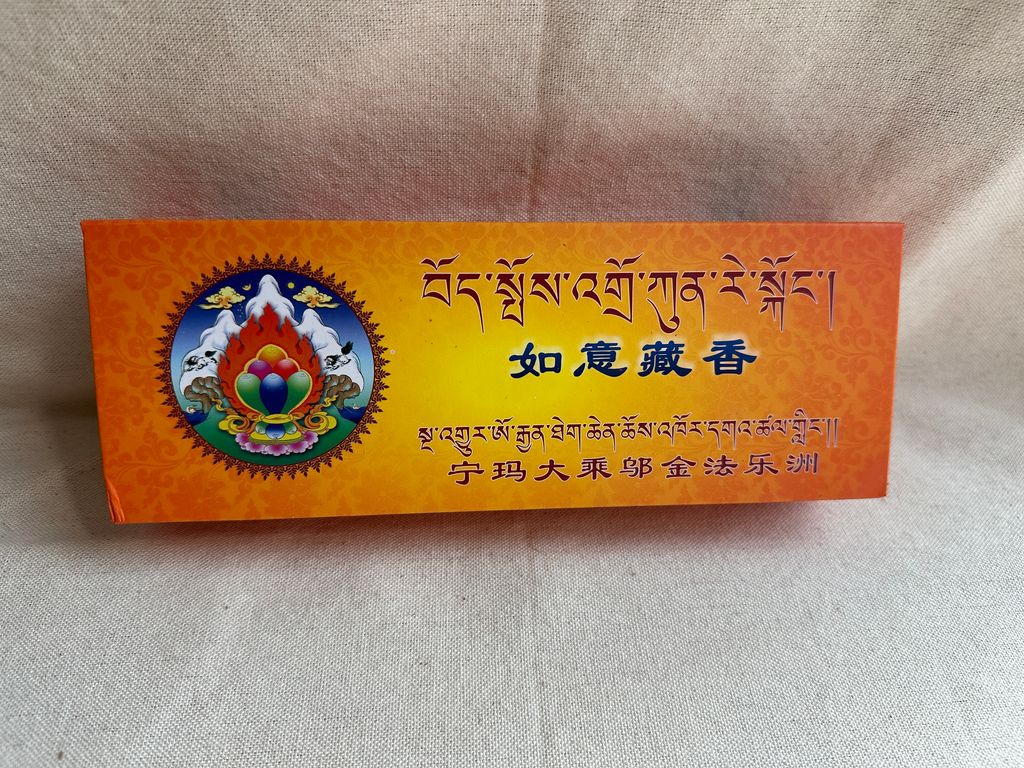 བོད་སྤོས་འགྲོ་ཀུན་རེ་སྐོང་།
如意藏香
སྔ་འགྱུར་ཨོ་རྒྱན་ཐེག་ཆེན་ཆོས་འཁོར་དགའ་ཚལ་གླིང་།།
宁玛大乘邬金法乐洲